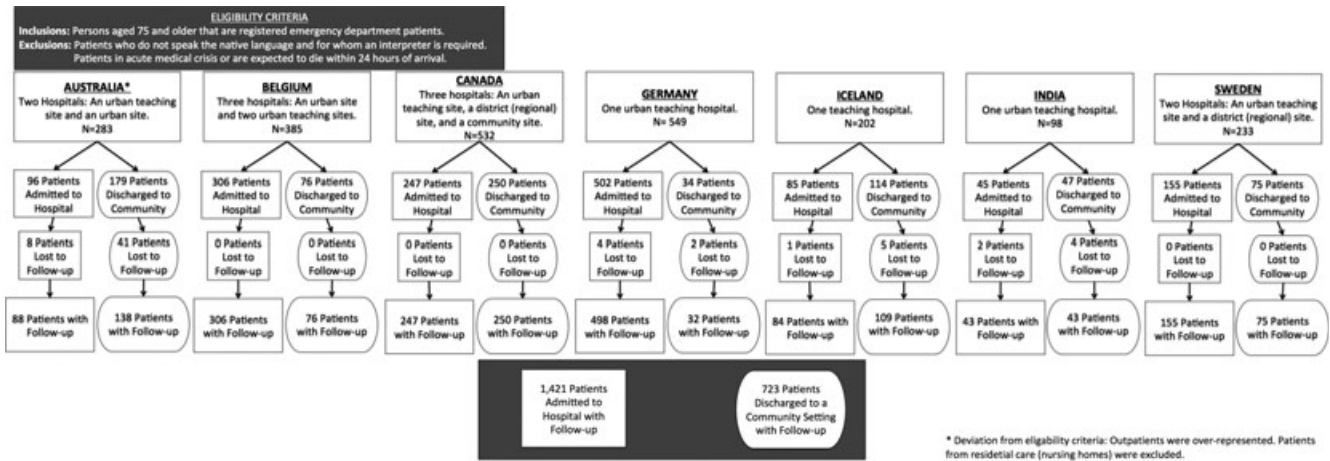 ELIGIBILITY CRITERIA
Inclusions: Persons aged 75 and older that are registered emergency department patients.
Exclusions: Patients who do not speak the native language and for whom an interpreter is required.
Patients in acute medical crisis or are expected to die within 24 hours of arrival.
AUSTRALIA*
Two Hospitals: An urban teaching
site and an urban site.
N=283
BELGIUM
Three hospitals: An urban site
and two urban teaching sites.
N=385
CANADA
Three hospitals: An urban
teaching site, a district (regional)
site, and a community site.
N=532
GERMANY
One urban teaching hospital.
N= 549
ICELAND
One teaching hospital.
N=202
INDIA
One urban teaching hospital.
N=98
SWEDEN
Two Hospitals: An urban teaching
site and a district (regional) site.
N=233
96 Patients
Admitted to
Hospital
179 Patients
Discharged to
Community
306 Patients
Admitted to
Hospital
76 Patients
Discharged to
Community
247 Patients
Admitted to
Hospital
250 Patients
Discharged to
Community
502 Patients
Admitted to
Hospital
34 Patients
Discharged to
Community
85 Patients
Admitted to
Hospital
114 Patients
Discharged to
Community
45 Patients
Admitted to
Hospital
47 Patients
Discharged to
Community
155 Patients
Admitted to
Hospital
75 Patients
Discharged to
Community
8 Patients
Lost to
Follow-up
41 Patients
Lost to
Follow-up
0 Patients
Lost to
Follow-up
0 Patients
Lost to
Follow-up
0 Patients
Lost to
Follow-up
0 Patients
Lost to
Follow-up
4 Patients
Lost to
Follow-up
2 Patients
Lost to
Follow-up
1 Patients
Lost to
Follow-up
5 Patients
Lost to
Follow-up
2 Patients
Lost to
Follow-up
4 Patients
Lost to
Follow-up
0 Patients
Lost to
Follow-up
0 Patients
Lost to
Follow-up
88 Patients with
Follow-up
138 Patients
with Follow-up
306 Patients
with Follow-up
76 Patients
with Follow-up
247 Patients
with Follow-up
250 Patients
with Follow-up
498 Patients
with Follow-up
32 Patients
with Follow-up
84 Patients with
Follow-up
109 Patients
with Follow-up
43 Patients with
Follow-up
43 Patients
with Follow-up
155 Patients
with Follow-up
75 Patients
with Follow-up
1,421 Patients
Admitted to
Hospital with
Follow-up
723 Patients
Discharged to a
Community Setting
with Follow-up
* Deviation from eligability criteria: Outpatients were over-represented. Patients
from residetial care (nursing homes) were excluded.